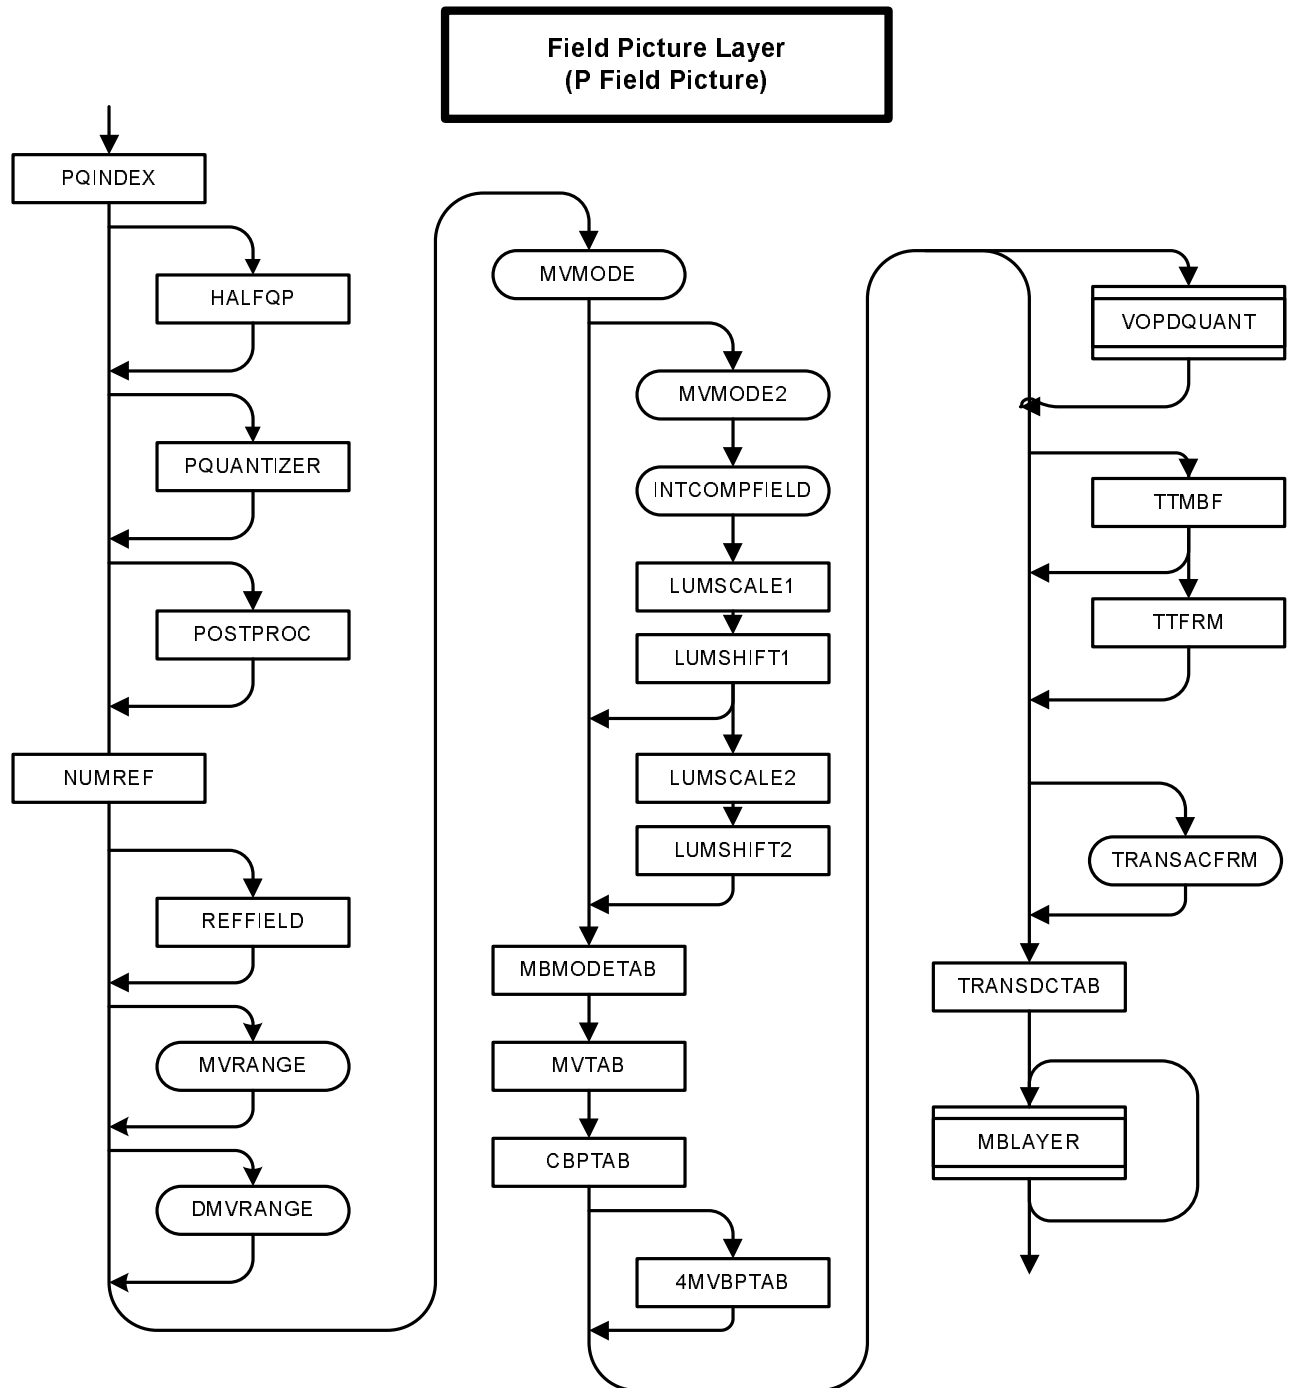 Field Picture Layer
(P Field Picture)
PQINDEX
HALFQP
PQUANTIZER
POSTPROC
NUMREF
REFFIELD
MVRANGE
DMVRANGE
MVMODE
MVMODE2
INTCOMPFIELD
LUMSCALE1
LUMSHIFT1
LUMSCALE2
LUMSHIFT2
MBMODETAB
MVTAB
CBPTAB
4MVBPTAB
VOPDQUANT
TTMBF
TTFRM
TRANSACFRM
TRANSDCTAB
MBLAYER